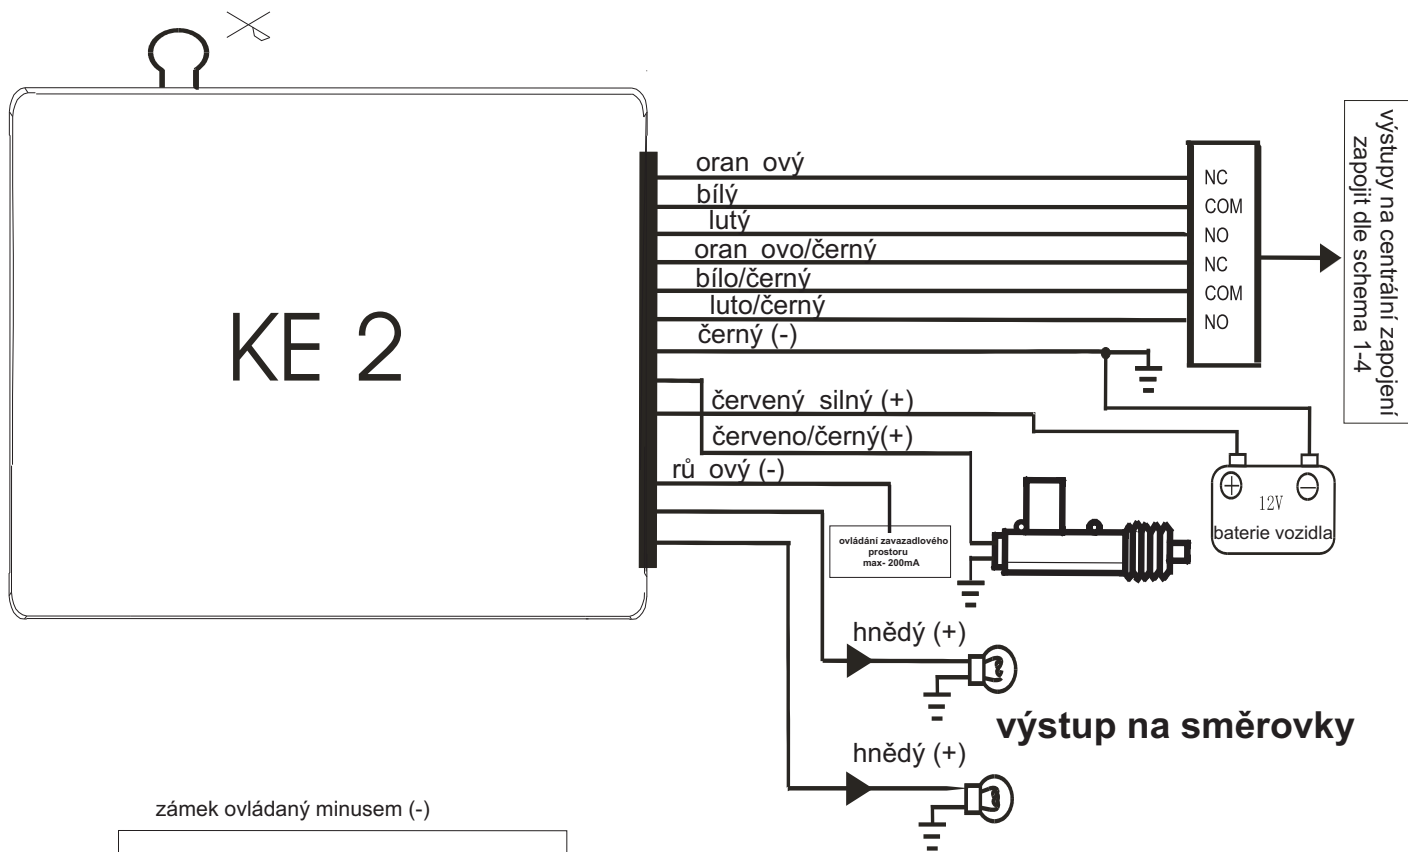 KE 2
oran ový
bílý
lutý
oran ovo/černý
bílo/černý
luto/černý
černý (-)
červený silný (+)
červeno/černý(+)
rů ový (-)
NC
COM
NO
NC
COM
NO
výstupy na centrální zapojení
zapojit dle schema 1-4
12V
baterie vozidla
ovládání zavazadlového
prostoru
max- 200mA
hnědý (+)
výstup na směrovky
hnědý (+)
zámek ovládaný minusem (-)